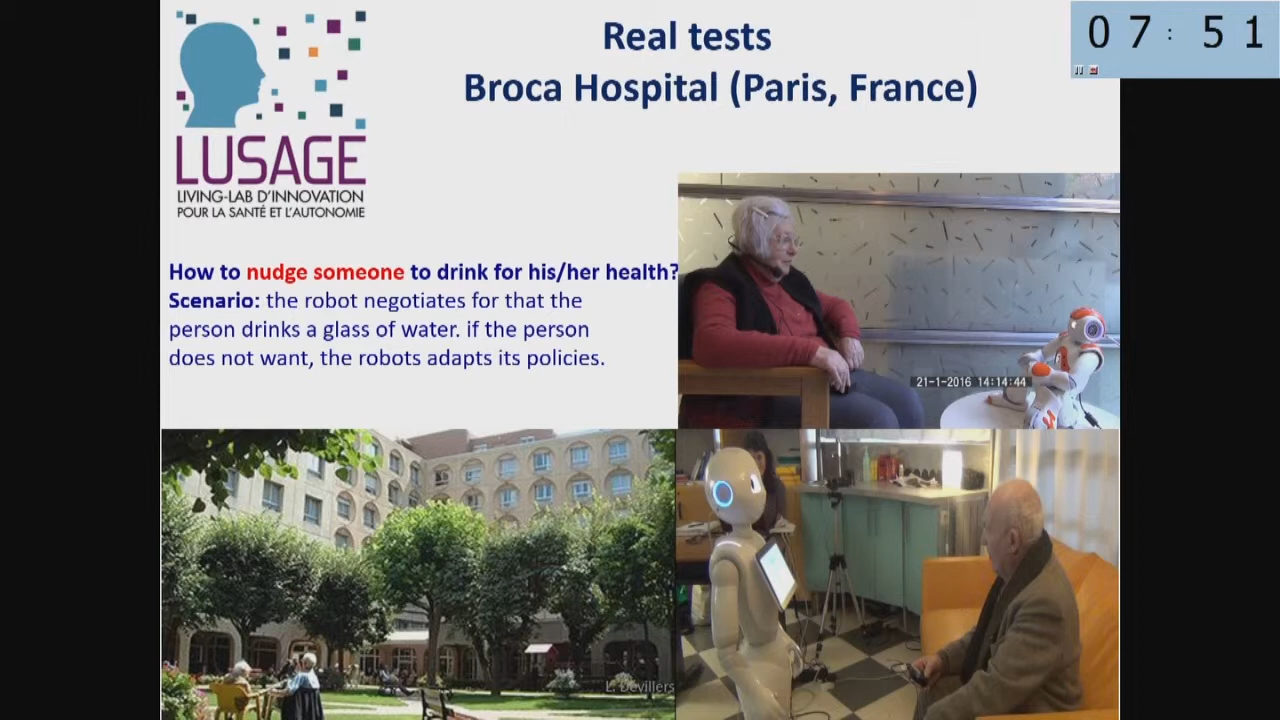 Real tests
Broca Hospital (Paris, France)
07:51
LUSAGE
LIVING-LAB D'INNOVATION
POUR LA SANTÉ ET L'AUTONOMIE
How to nudge someone to drink for his/her health?
Scenario: the robot negotiates for that the
person drinks a glass of water. if the person
does not want, the robots adapts its policies.
21-1-2016 14:14:44
L. Devillers